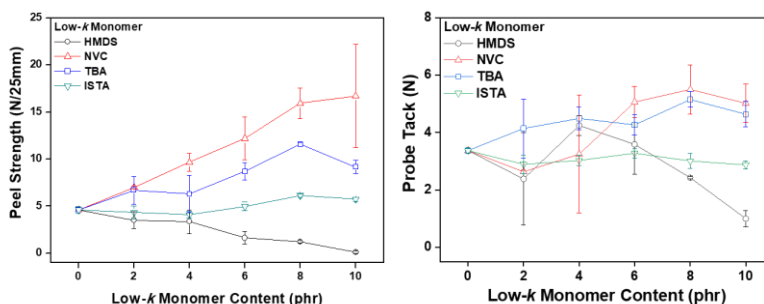 Low-k Monomer
HMDS
NVC
TBA
ISTA
Peel Strength (N/25mm)
25
20
15
10
5
0
0 2 4 6 8 10
Low-k Monomer Content (phr)
Low-k Monomer
HMDS
NVC
TBA
ISTA
Probe Tack (N)
8
6
4
2
0
0 2 4 6 8 10
Low-k Monomer Content (phr)